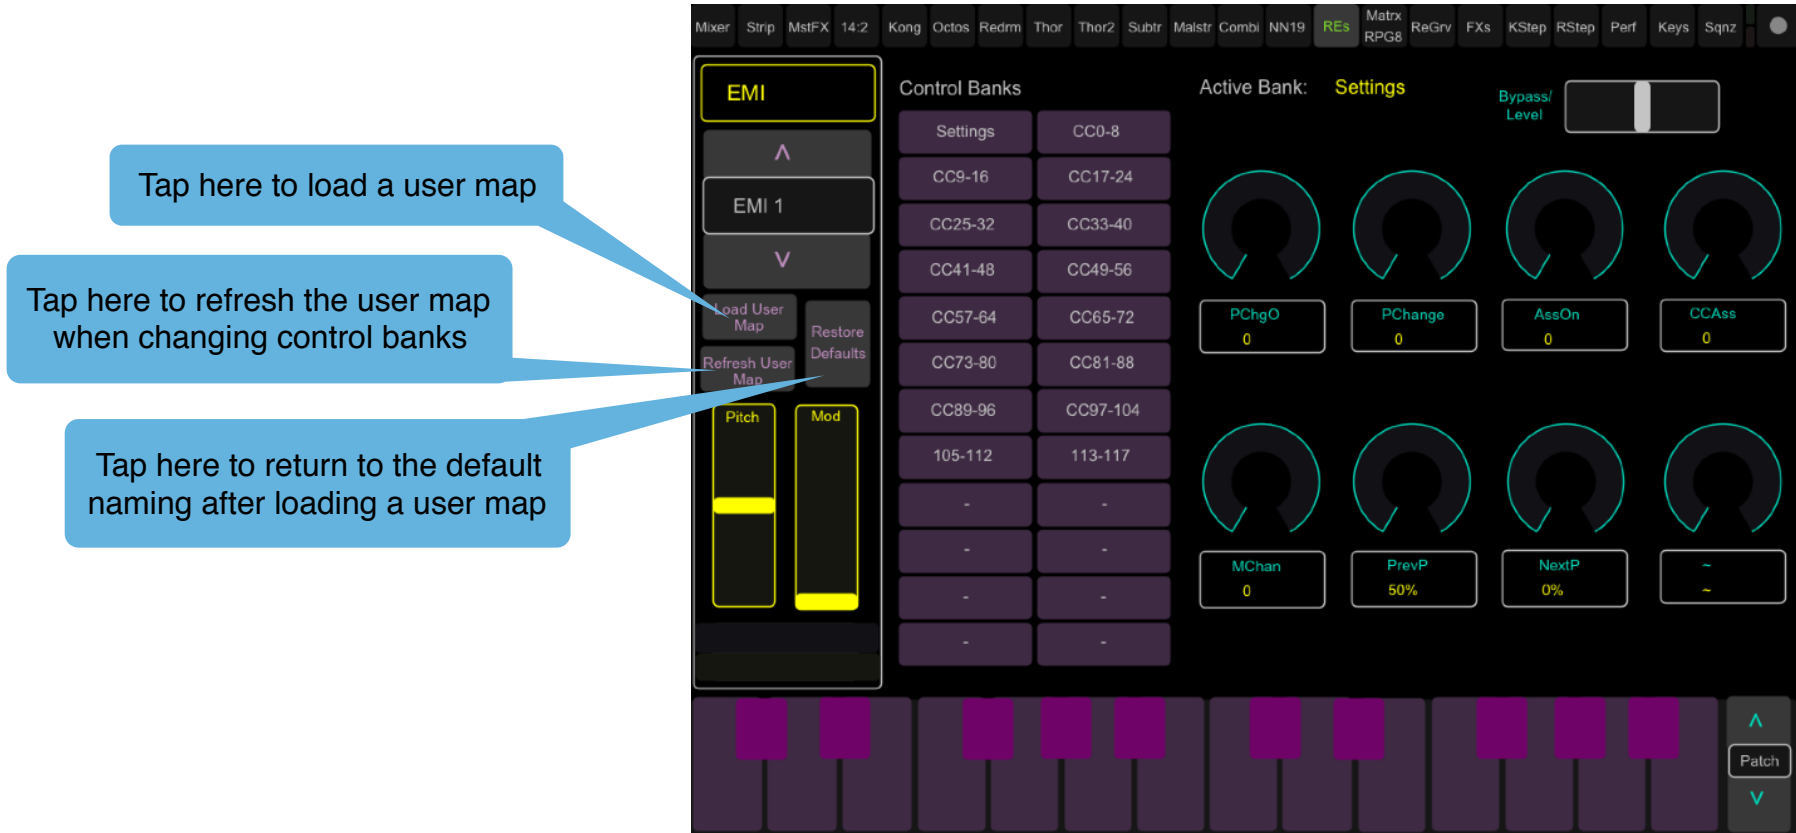 Mixer Strip MstFX 14:2 Kong Octos Redrm Thor Thor2 Subtr Malstr Combi NN19 REs Matrx RPG8 ReGrv FXs KStep RStep Perf Keys Sqnz
EMI
Control Banks
Active Bank: Settings
Bypass/
Level
Settings CC0-8
CC9-16 CC17-24
CC25-32 CC33-40
CC41-48 CC49-56
CC57-64 CC65-72
CC73-80 CC81-88
CC89-96 CC97-104
105-112 113-117
- -
- -
- -
- -
Tap here to load a user map
Tap here to refresh the user map
when changing control banks
Tap here to return to the default
naming after loading a user map
˄
EMI 1
˅
Load User
Map
Refresh User
Map
Restore
Defaults
Pitch Mod
PChgO PChange AssOn CCAss
0 0 0 0
MChan PrevP NextP ~
0 50% 0% ~
˄
Patch
˅